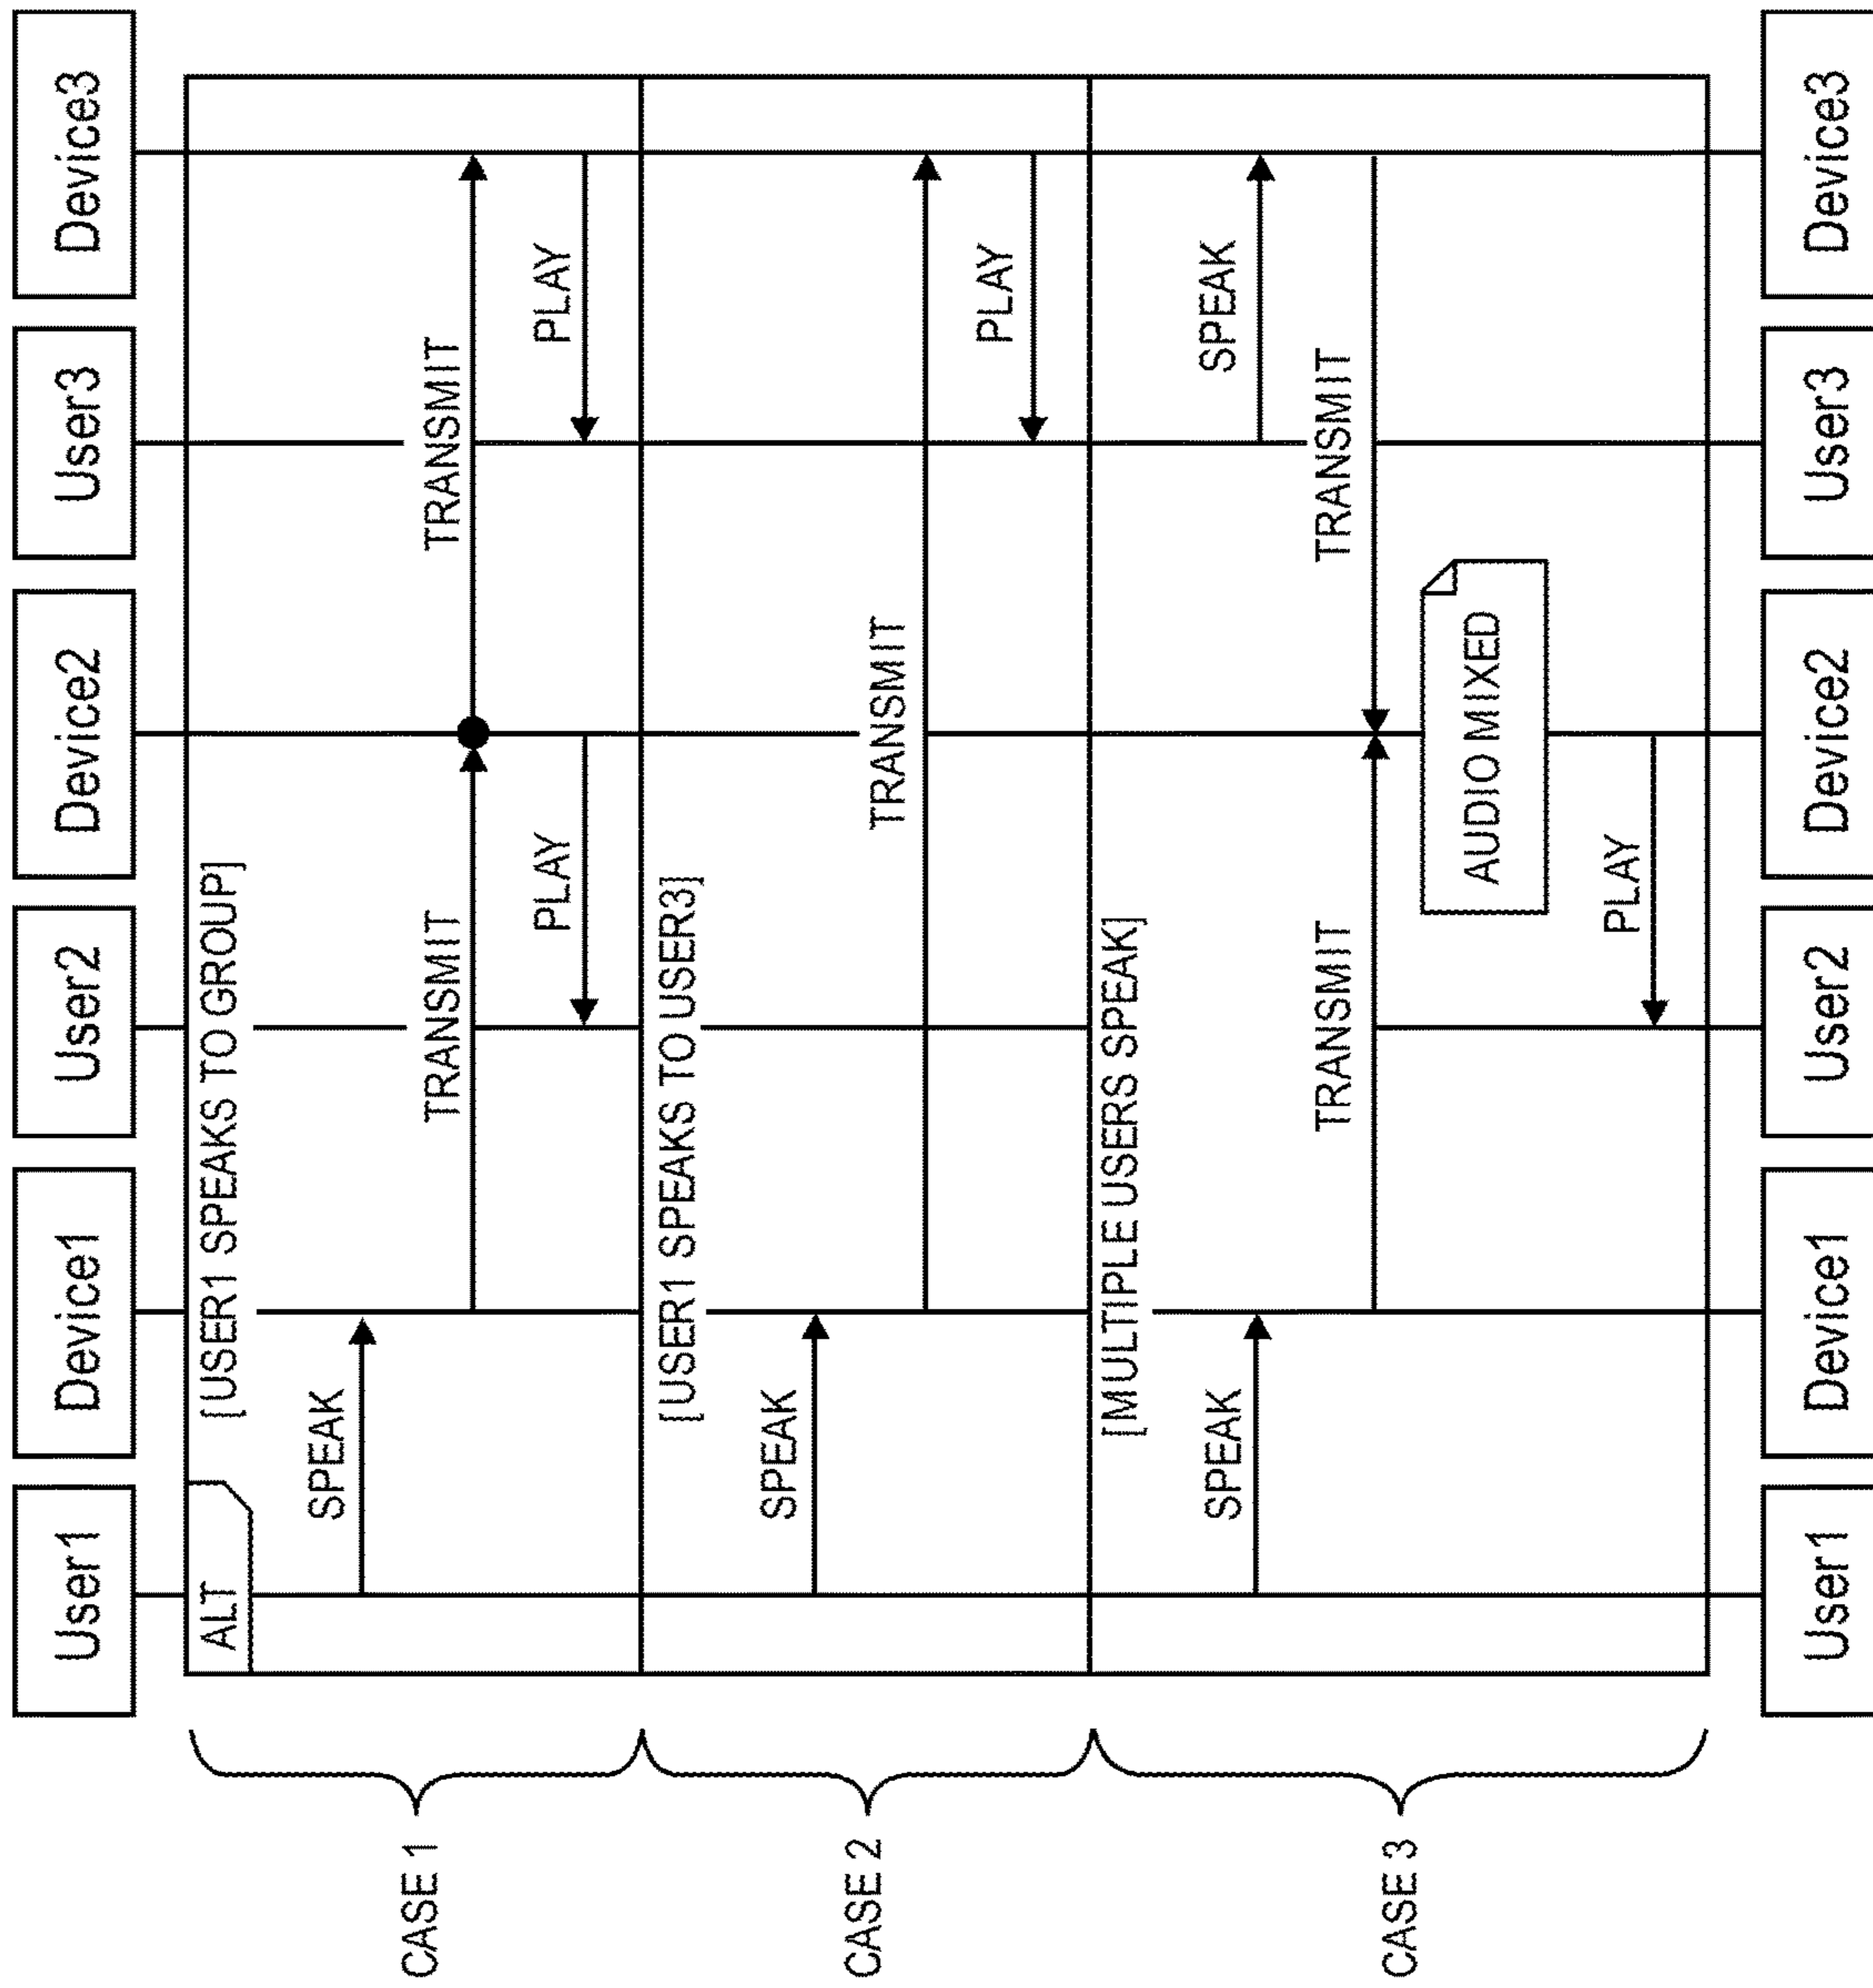 User1
Device1
User2
Device2
User3
Device3
CASE 1
ALT
[USER1 SPEAKS TO GROUP]
SPEAK
TRANSMIT
TRANSMIT
PLAY
PLAY
CASE 2
[USER1 SPEAKS TO USER3]
SPEAK
TRANSMIT
PLAY
CASE 3
[MULTIPLE USERS SPEAK]
SPEAK
SPEAK
TRANSMIT
TRANSMIT
AUDIO MIXED
PLAY
User1
Device1
User2
Device2
User3
Device3